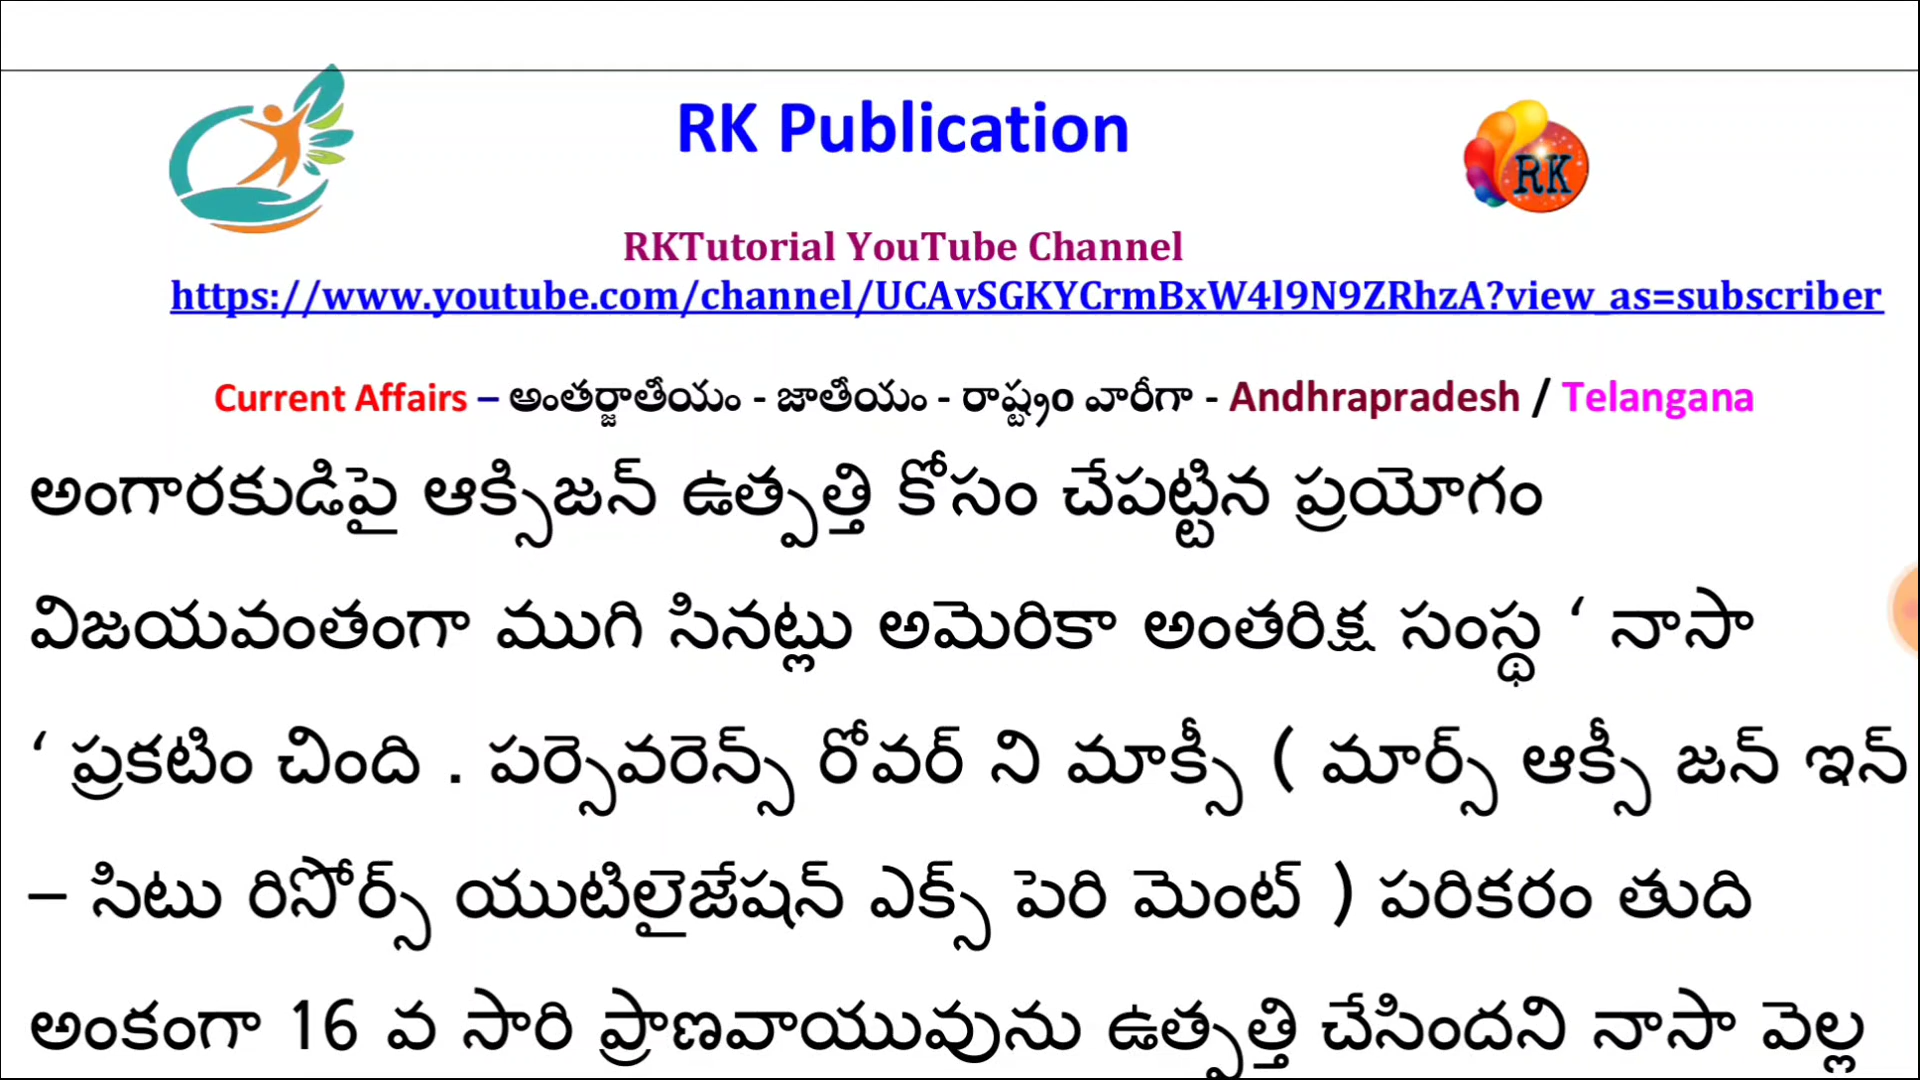 RK Publication
RK
RKTutorial YouTube Channel
https://www.youtube.com/channel/UCAvSGKYCrmBxW4l9N9ZRhzA?view_as=subscriber
Current Affairs – అంతర్జాతీయం - జాతీయం - రాష్ట్రం వారీగా - Andhrapradesh / Telangana
అంగారకుడిపై ఆక్సిజన్ ఉత్పత్తి కోసం చేపట్టిన ప్రయోగం
విజయవంతంగా ముగి సినట్లు అమెరికా అంతరిక్ష సంస్థ ‘ నాసా
‘ ప్రకటిం చింది . పర్సెవరెన్స్ రోవర్ ని మాక్సీ ( మార్స్ ఆక్సీ జన్ ఇన్
– సిటు రిసోర్స్ యుటిలైజేషన్ ఎక్స్ పెరి మెంట్ ) పరికరం తుది
అంకంగా 16 వ సారి ప్రాణవాయువును ఉత్పత్తి చేసిందని నాసా వెల్ల